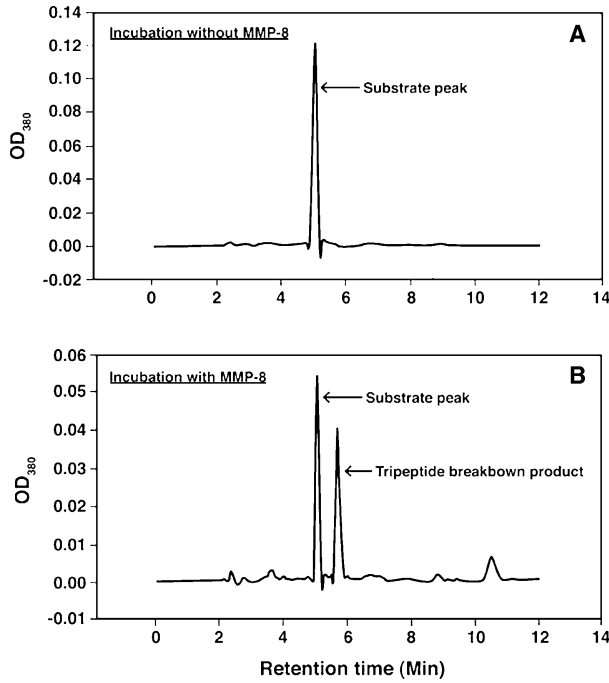 0.14
Incubation without MMP-8
A
0.12
Substrate peak
0.10
0.08
OD380
0.06
0.04
0.02
0.00
-0.02
0 2 4 6 8 10 12 14
0.06
Incubation with MMP-8
B
0.05
Substrate peak
0.04
Tripeptide breakbown product
0.03
OD380
0.02
0.01
0.00
-0.01
0 2 4 6 8 10 12 14
Retention time (Min)